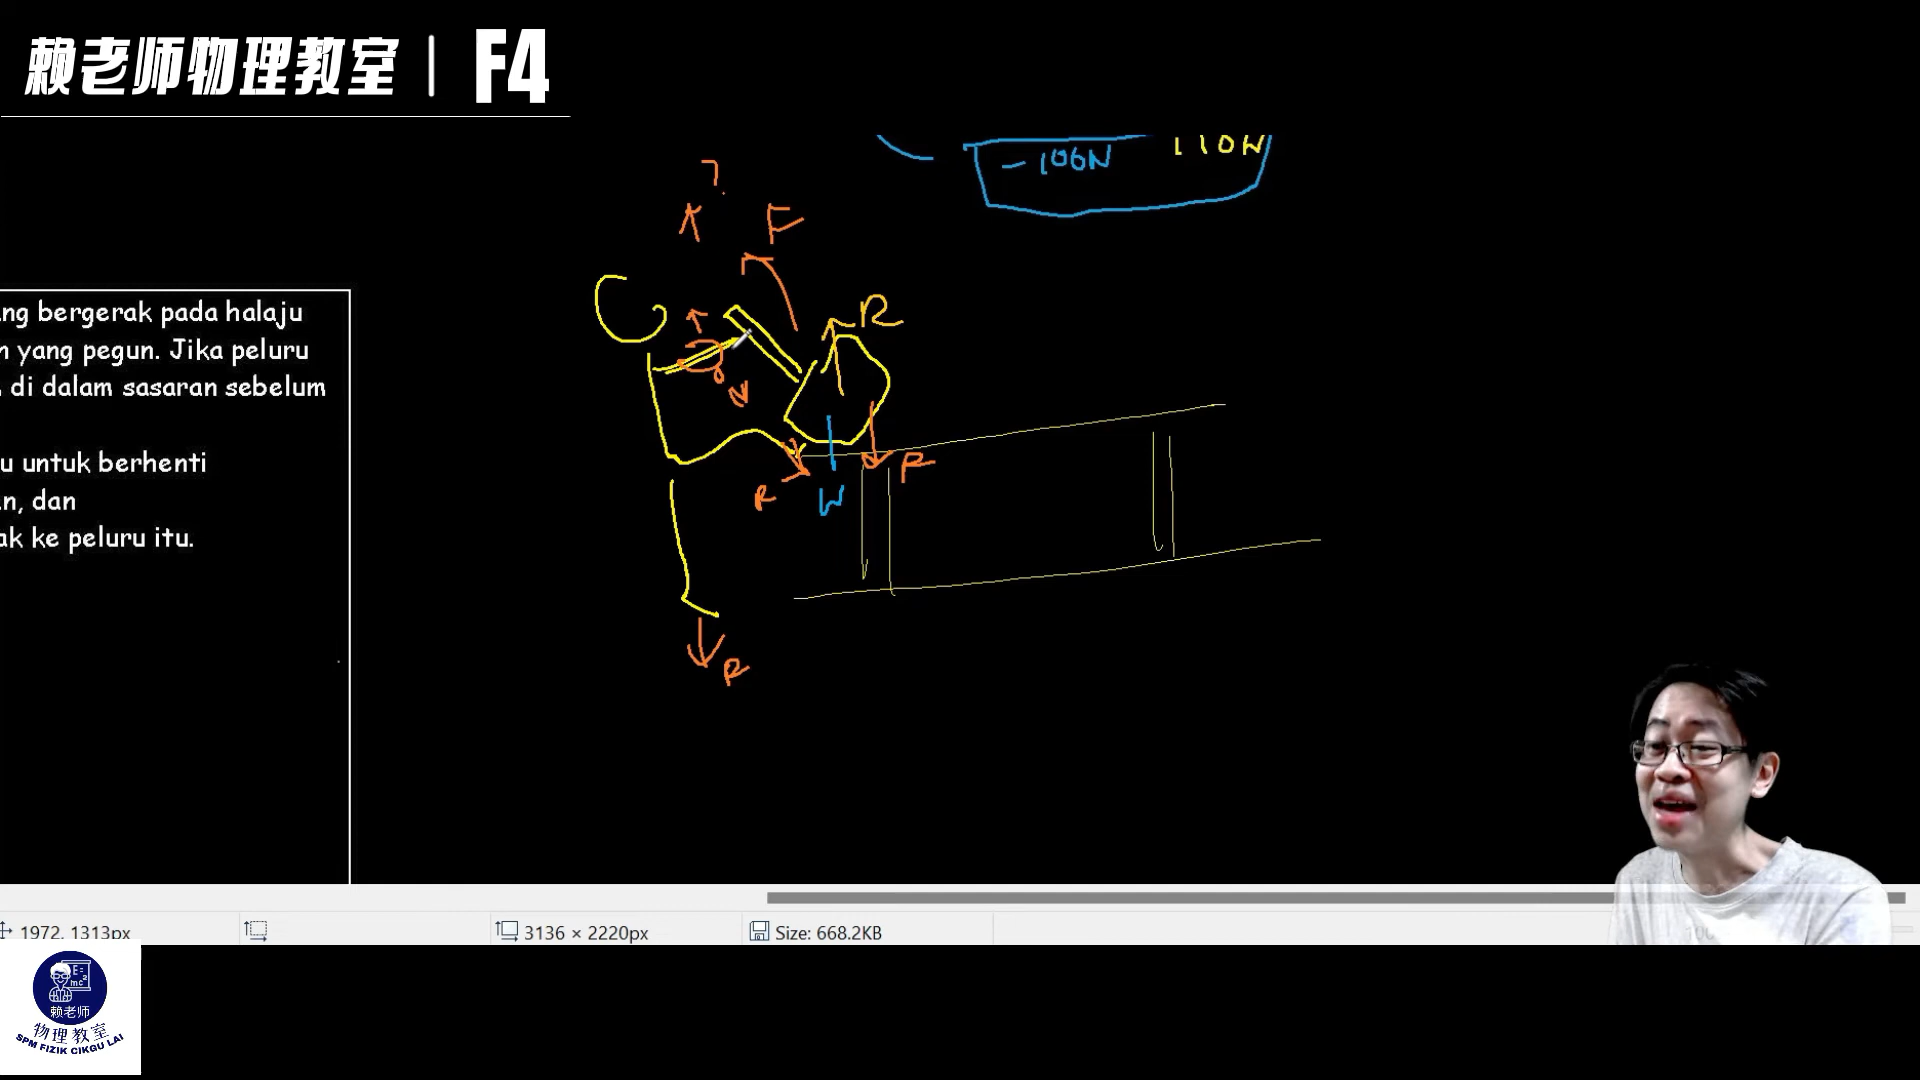 赖老师物理教室 | F4
-100N 110N
?
F
R
ng bergerak pada halaju
n yang pegun. Jika peluru
di dalam sasaran sebelum
u untuk berhenti
n, dan
ak ke peluru itu.
R
W
R
R
1972, 1313px
3136 × 2220px
Size: 668.2KB
E=
mc²
赖老师
物理教室
SPM FIZIK CIKGU LAI